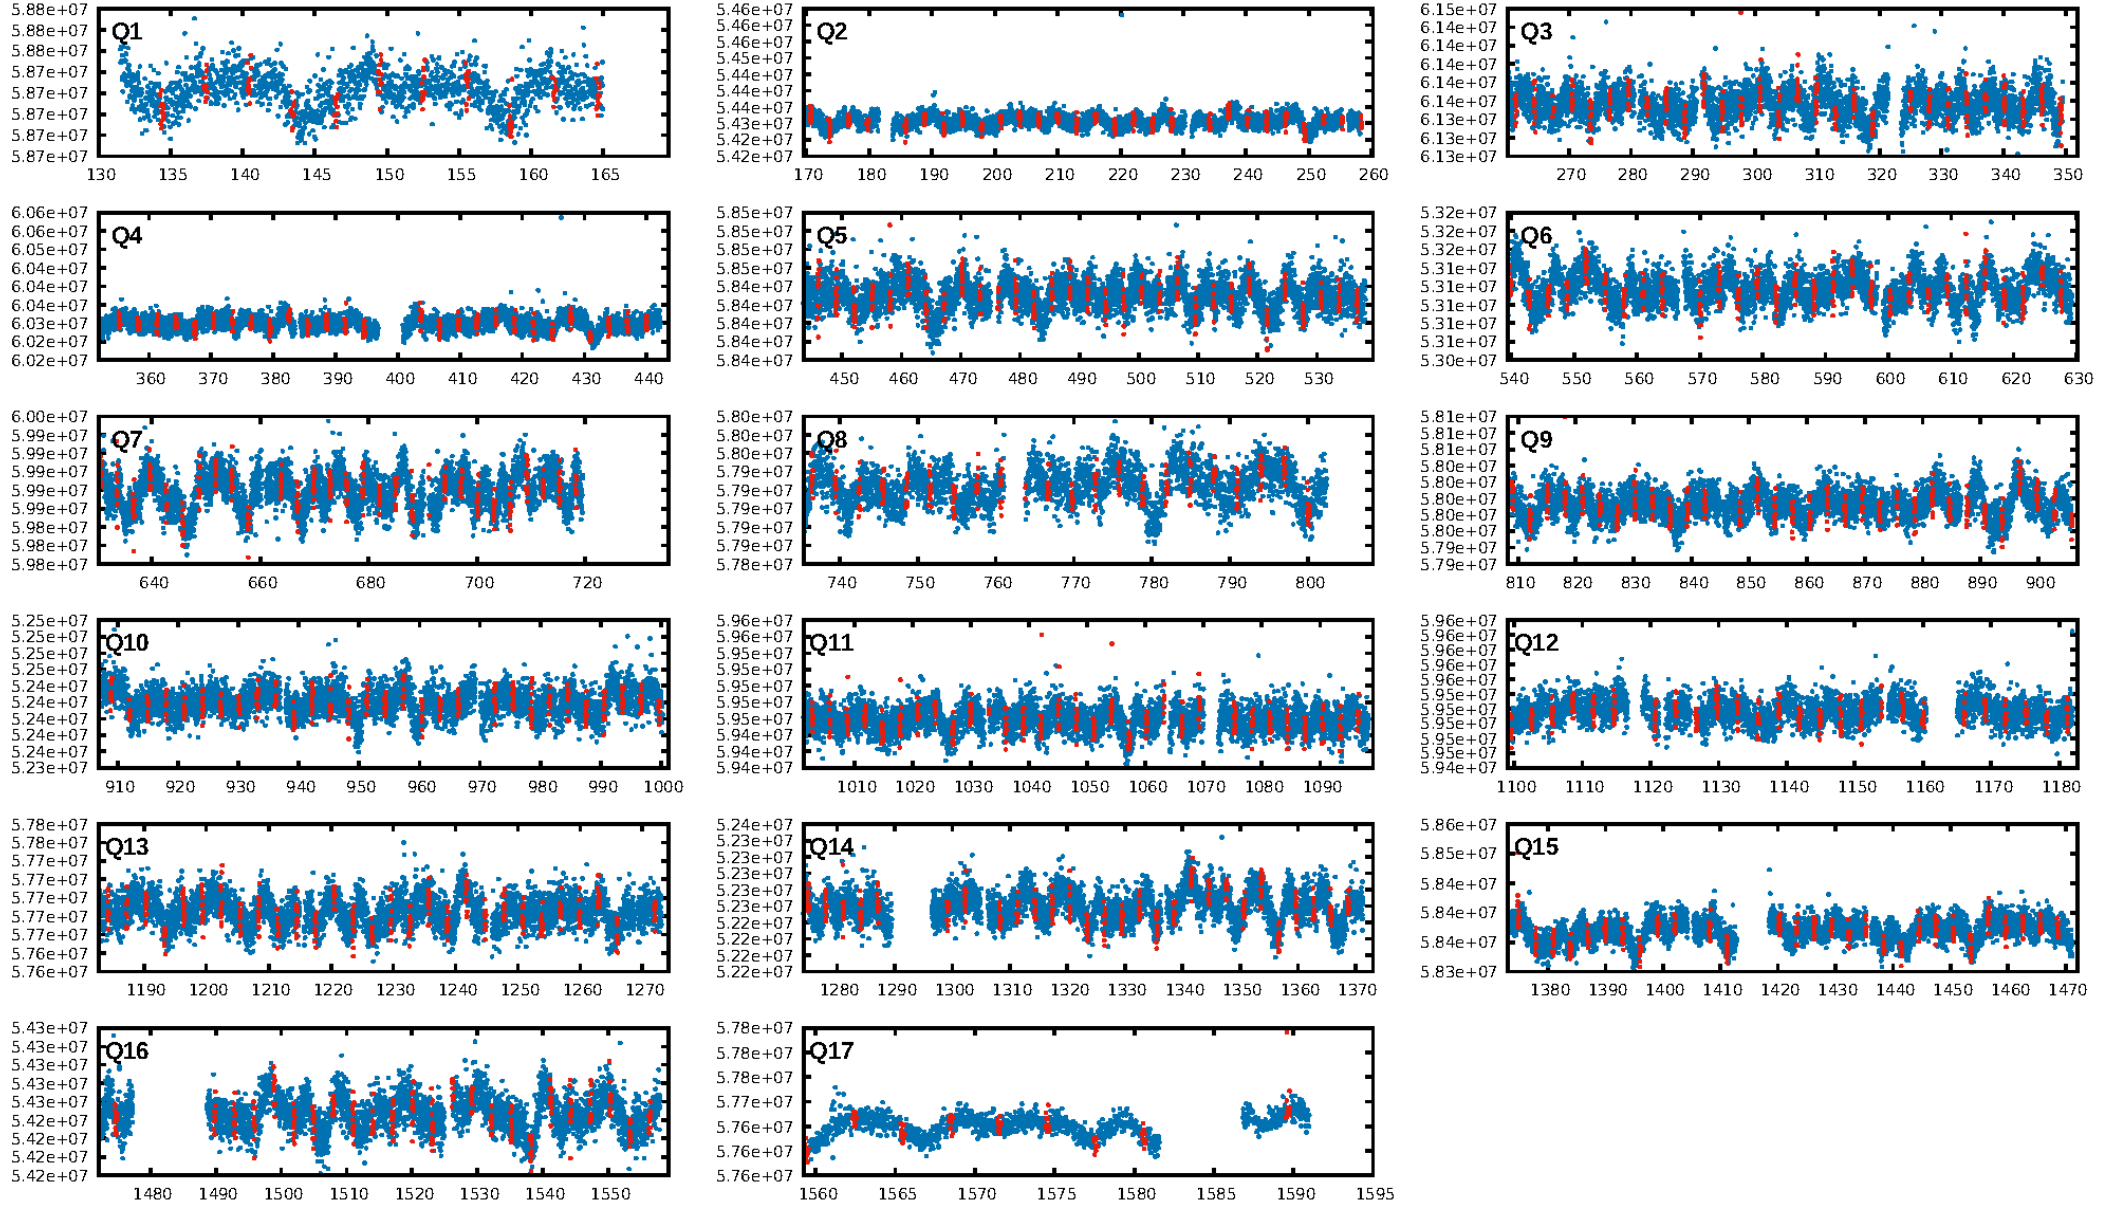 5.88e+07 5.88e+07 5.88e+07 5.87e+07 5.87e+07 5.87e+07 5.87e+07 5.87e+07
Q1
130 135 140 145 150 155 160 165
5.46e+07 5.46e+07 5.46e+07 5.45e+07 5.44e+07 5.44e+07 5.44e+07 5.43e+07 5.42e+07 5.42e+07
Q2
170 180 190 200 210 220 230 240 250 260
6.15e+07 6.14e+07 6.14e+07 6.14e+07 6.14e+07 6.13e+07 6.13e+07 6.13e+07
Q3
270 280 290 300 310 320 330 340 350
6.06e+07 6.05e+07 6.05e+07 6.04e+07 6.04e+07 6.03e+07 6.02e+07 6.02e+07
Q4
360 370 380 390 400 410 420 430 440
5.85e+07 5.85e+07 5.85e+07 5.85e+07 5.84e+07 5.84e+07 5.84e+07 5.84e+07 5.84e+07
Q5
450 460 470 480 490 500 510 520 530
5.32e+07 5.32e+07 5.32e+07 5.31e+07 5.31e+07 5.31e+07 5.31e+07 5.31e+07 5.30e+07
Q6
540 550 560 570 580 590 600 610 620 630
6.00e+07 5.99e+07 5.99e+07 5.99e+07 5.99e+07 5.99e+07 5.98e+07 5.98e+07 5.98e+07
Q7
640 660 680 700 720
5.80e+07 5.80e+07 5.80e+07 5.79e+07 5.79e+07 5.79e+07 5.79e+07 5.79e+07 5.78e+07
Q8
740 750 760 770 780 790 800
5.81e+07 5.81e+07 5.81e+07 5.80e+07 5.80e+07 5.80e+07 5.80e+07 5.80e+07 5.79e+07 5.79e+07
Q9
810 820 830 840 850 860 870 880 890 900
5.25e+07 5.25e+07 5.25e+07 5.25e+07 5.24e+07 5.24e+07 5.24e+07 5.24e+07 5.23e+07
Q10
910 920 930 940 950 960 970 980 990 1000
5.96e+07 5.96e+07 5.95e+07 5.95e+07 5.95e+07 5.95e+07 5.95e+07 5.94e+07 5.94e+07 5.94e+07
Q11
1010 1020 1030 1040 1050 1060 1070 1080 1090
5.96e+07 5.96e+07 5.96e+07 5.96e+07 5.96e+07 5.95e+07 5.95e+07 5.95e+07 5.95e+07 5.94e+07
Q12
1100 1110 1120 1130 1140 1150 1160 1170 1180
5.78e+07 5.78e+07 5.77e+07 5.77e+07 5.77e+07 5.77e+07 5.77e+07 5.76e+07 5.76e+07
Q13
1190 1200 1210 1220 1230 1240 1250 1260 1270
5.24e+07 5.23e+07 5.23e+07 5.23e+07 5.23e+07 5.23e+07 5.22e+07 5.22e+07 5.22e+07
Q14
1280 1290 1300 1310 1320 1330 1340 1350 1360 1370
5.86e+07 5.85e+07 5.84e+07 5.84e+07 5.84e+07 5.83e+07
Q15
1380 1390 1400 1410 1420 1430 1440 1450 1460 1470
5.43e+07 5.43e+07 5.43e+07 5.43e+07 5.43e+07 5.42e+07 5.42e+07 5.42e+07 5.42e+07
Q16
1480 1490 1500 1510 1520 1530 1540 1550
5.78e+07 5.78e+07 5.78e+07 5.77e+07 5.76e+07 5.76e+07 5.76e+07
Q17
1560 1565 1570 1575 1580 1585 1590 1595